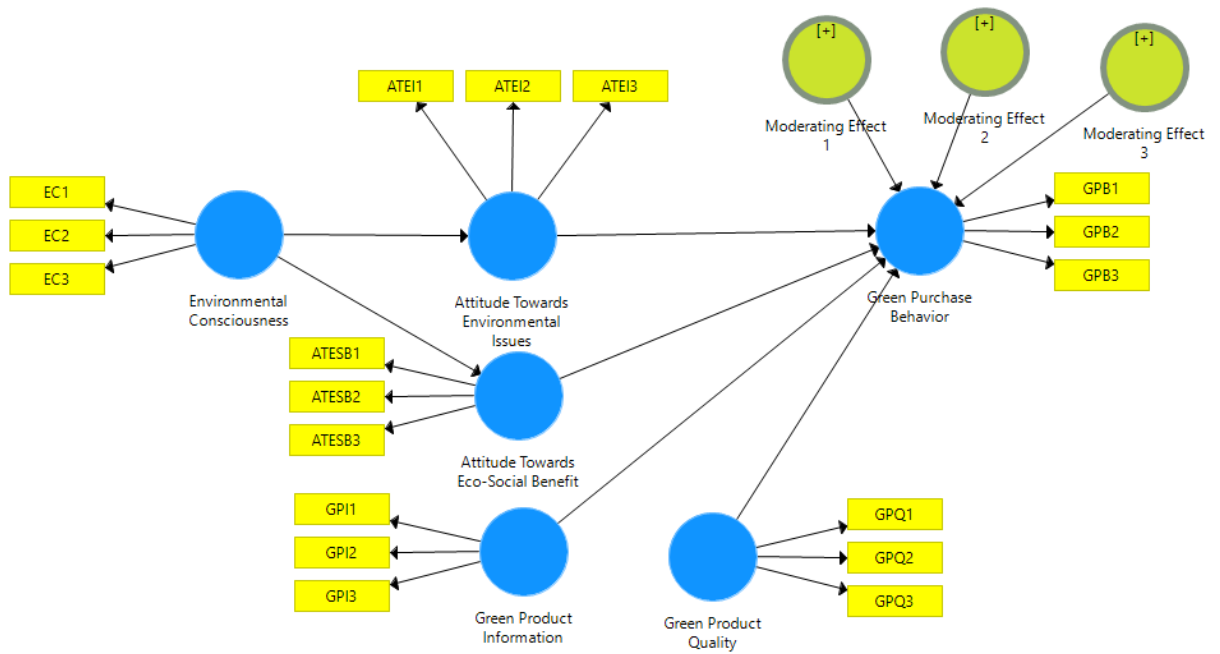 [+]
[+]
[+]
Moderating Effect
1
Moderating Effect
2
Moderating Effect
3
ATEI1
ATEI2
ATEI3
EC1
EC2
EC3
Environmental
Consciousness
Attitude Towards
Environmental
Issues
GPB1
GPB2
GPB3
Green Purchase
Behavior
ATESB1
ATESB2
ATESB3
Attitude Towards
Eco-Social Benefit
GPI1
GPI2
GPI3
Green Product
Information
GPQ1
GPQ2
GPQ3
Green Product
Quality